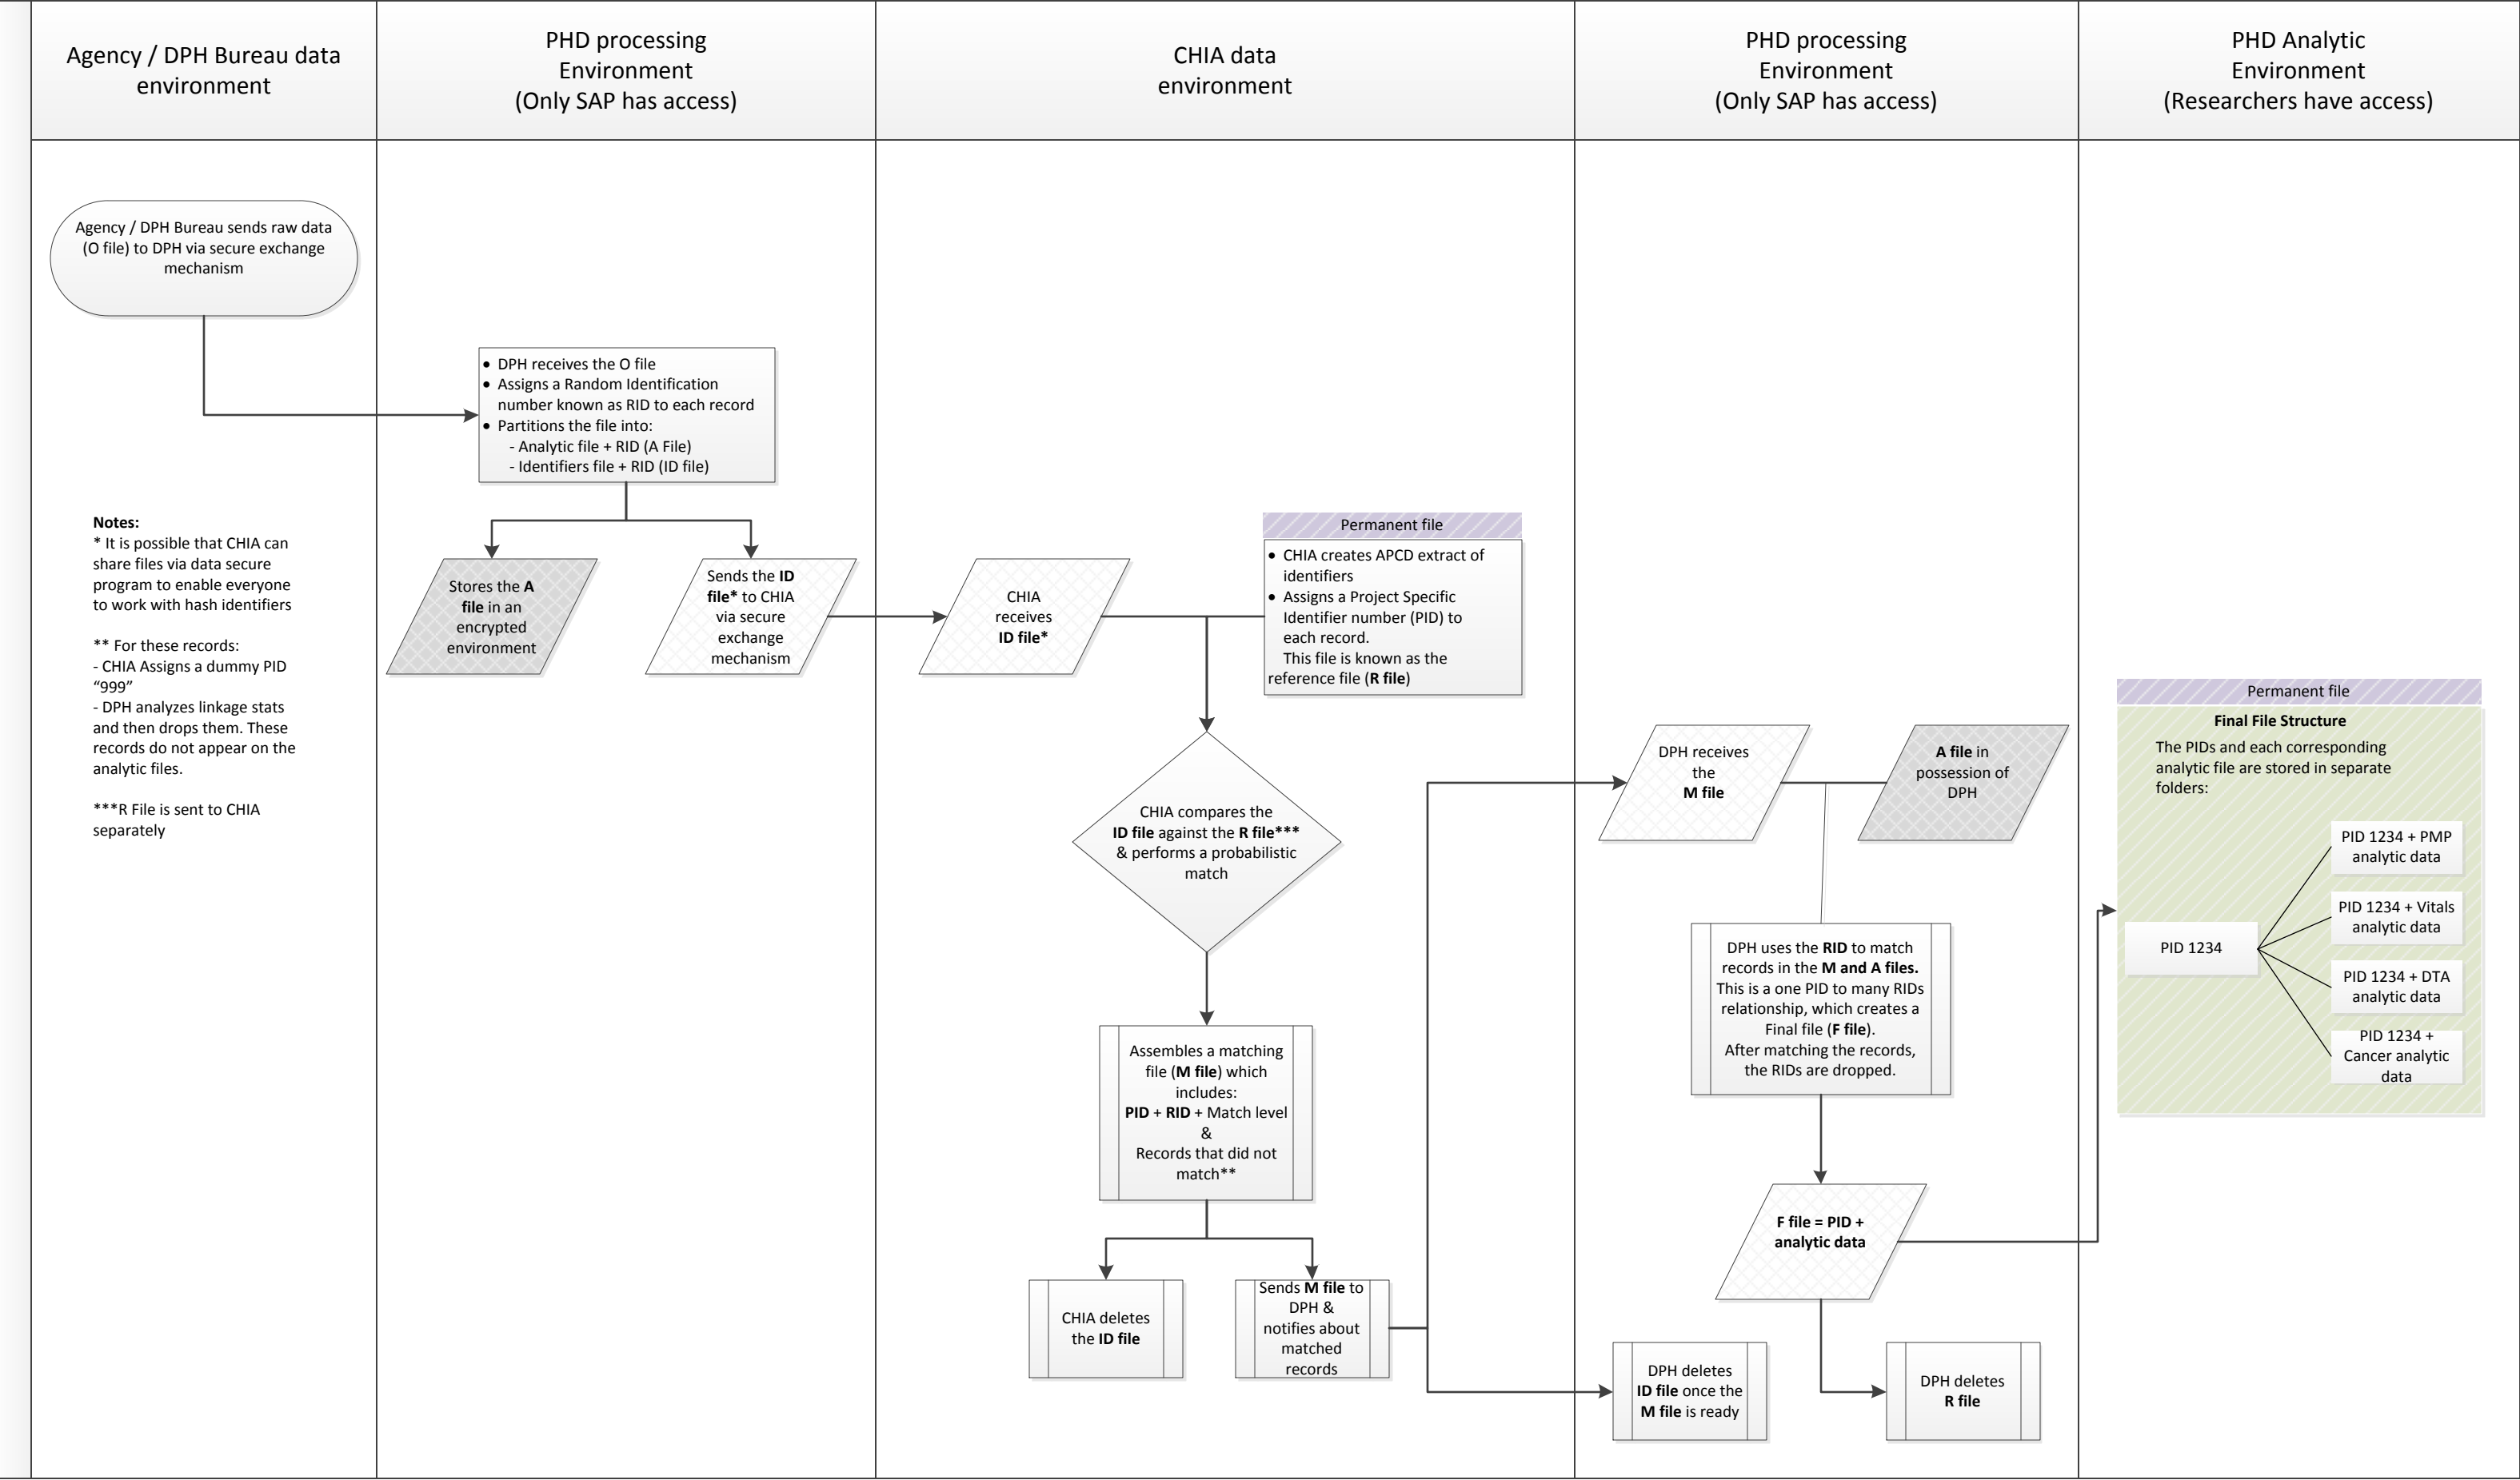 Agency / DPH Bureau data
environment
PHD processing
Environment
(Only SAP has access)
CHIA data
environment
PHD processing
Environment
(Only SAP has access)
PHD Analytic
Environment
(Researchers have access)
Agency / DPH Bureau sends raw data
(O file) to DPH via secure exchange
mechanism
Notes:
* It is possible that CHIA can
share files via data secure
program to enable everyone
to work with hash identifiers
** For these records:
- CHIA Assigns a dummy PID
“999”
- DPH analyzes linkage stats
and then drops them. These
records do not appear on the
analytic files.
***R File is sent to CHIA
separately
• DPH receives the O file
• Assigns a Random Identification
number known as RID to each record
• Partitions the file into:
- Analytic file + RID (A File)
- Identifiers file + RID (ID file)
Stores the A
file in an
encrypted
environment
Sends the ID
file* to CHIA
via secure
exchange
mechanism
CHIA
receives
ID file*
Permanent file
• CHIA creates APCD extract of
identifiers
• Assigns a Project Specific
Identifier number (PID) to
each record.
This file is known as the
reference file (R file)
CHIA compares the
ID file against the R file***
& performs a probabilistic
match
Assembles a matching
file (M file) which
includes:
PID + RID + Match level
&
Records that did not
match**
CHIA deletes
the ID file
Sends M file to
DPH &
notifies about
matched
records
DPH receives
the
M file
A file in
possession of
DPH
DPH uses the RID to match
records in the M and A files.
This is a one PID to many RIDs
relationship, which creates a
Final file (F file).
After matching the records,
the RIDs are dropped.
F file = PID +
analytic data
DPH deletes
ID file once the
M file is ready
DPH deletes
R file
Permanent file
Final File Structure
The PIDs and each corresponding
analytic file are stored in separate
folders:
PID 1234
PID 1234 + PMP
analytic data
PID 1234 + Vitals
analytic data
PID 1234 + DTA
analytic data
PID 1234 +
Cancer analytic
data